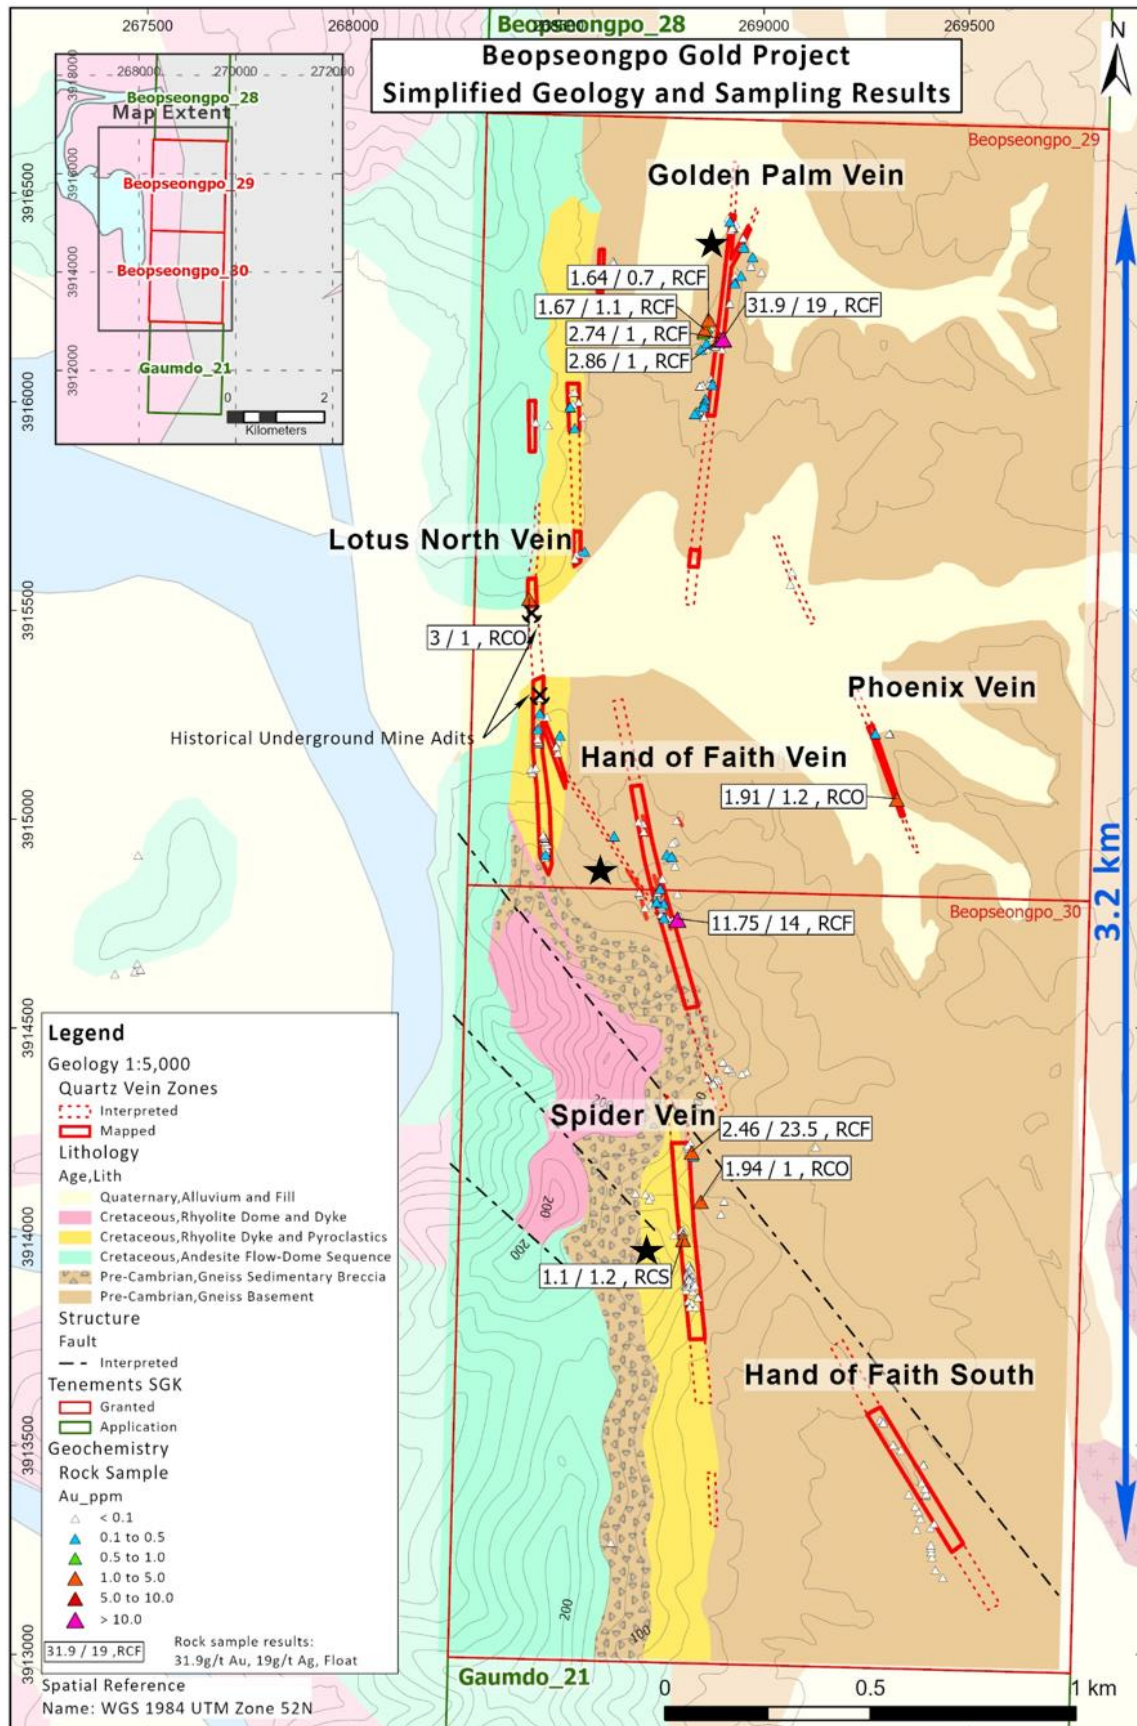 267500
268000
268500
269000
269500
Beopseongpo_28
Beopseongpo Gold Project
Simplified Geology and Sampling Results
N
268000
270000
272000
3918000
3916000
3914000
3912000
Beopseongpo_28
Map Extent
Beopseongpo_29
Beopseongpo_30
Gaumdo_21
0
2
Kilometers
3916500
3916000
3915500
3915000
3914500
3914000
3913500
3913000
Beopseongpo_29
Golden Palm Vein
1.64 / 0.7 , RCF
1.67 / 1.1 , RCF
31.9 / 19 , RCF
2.74 / 1 , RCF
2.86 / 1 , RCF
Lotus North Vein
3 / 1 , RCO
Phoenix Vein
Historical Underground Mine Adits
Hand of Faith Vein
1.91 / 1.2 , RCO
3.2 km
Beopseongpo_30
11.75 / 14 , RCF
Spider Vein
2.46 / 23.5 , RCF
1.94 / 1 , RCO
200
200
200
1.1 / 1.2 , RCS
Hand of Faith South
200
100
Legend
Geology 1:5,000
Quartz Vein Zones
Interpreted
Mapped
Lithology
Age,Lith
Quaternary,Alluvium and Fill
Cretaceous,Rhyolite Dome and Dyke
Cretaceous,Rhyolite Dyke and Pyroclastics
Cretaceous,Andesite Flow-Dome Sequence
Pre-Cambrian,Gneiss Sedimentary Breccia
Pre-Cambrian,Gneiss Basement
Structure
Fault
Interpreted
Tenements SGK
Granted
Application
Geochemistry
Rock Sample
Au_ppm
< 0.1
0.1 to 0.5
0.5 to 1.0
1.0 to 5.0
5.0 to 10.0
> 10.0
31.9 / 19 ,RCF
Rock sample results:
31.9g/t Au, 19g/t Ag, Float
Spatial Reference
Name: WGS 1984 UTM Zone 52N
Gaumdo_21
0
0.5
1 km